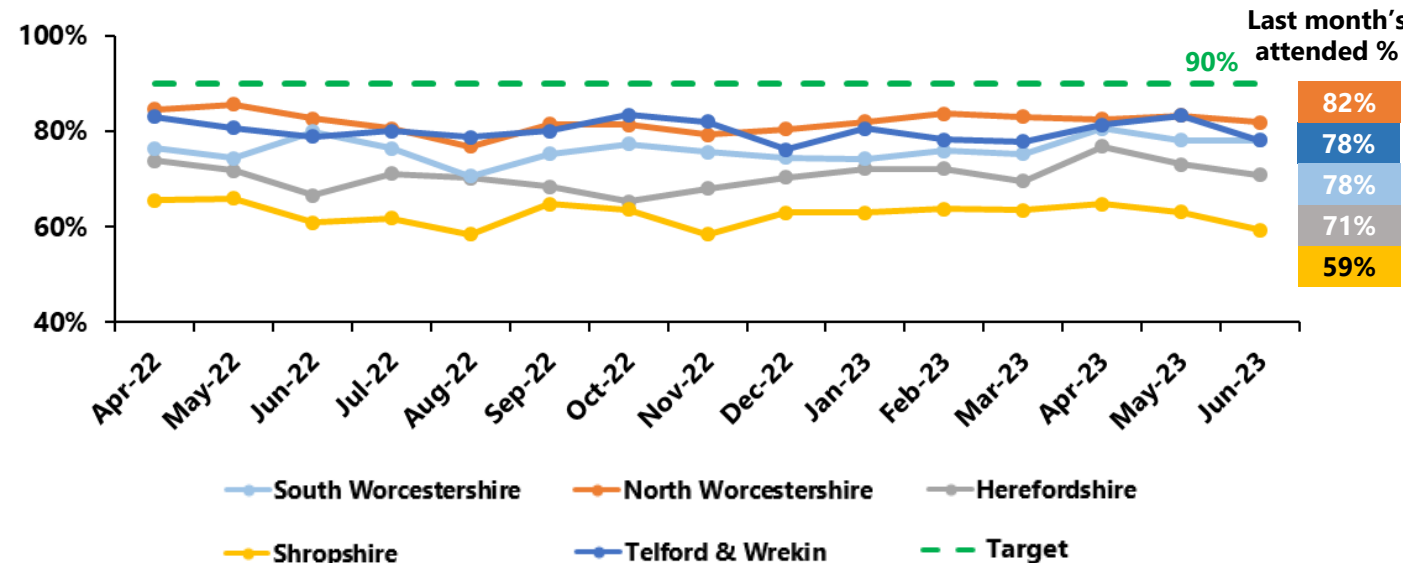 Last month's
attended %
100%
90%
82%
80%
78%
78%
71%
60%
59%
40%
Apr-22
May-22
Jun-22
Jul-22
Aug-22
Sep-22
Oct-22
Nov-22
Dec-22
Jan-23
Feb-23
Mar-23
Apr-23
May-23
Jun-23
South Worcestershire
North Worcestershire
Herefordshire
Shropshire
Telford & Wrekin
Target